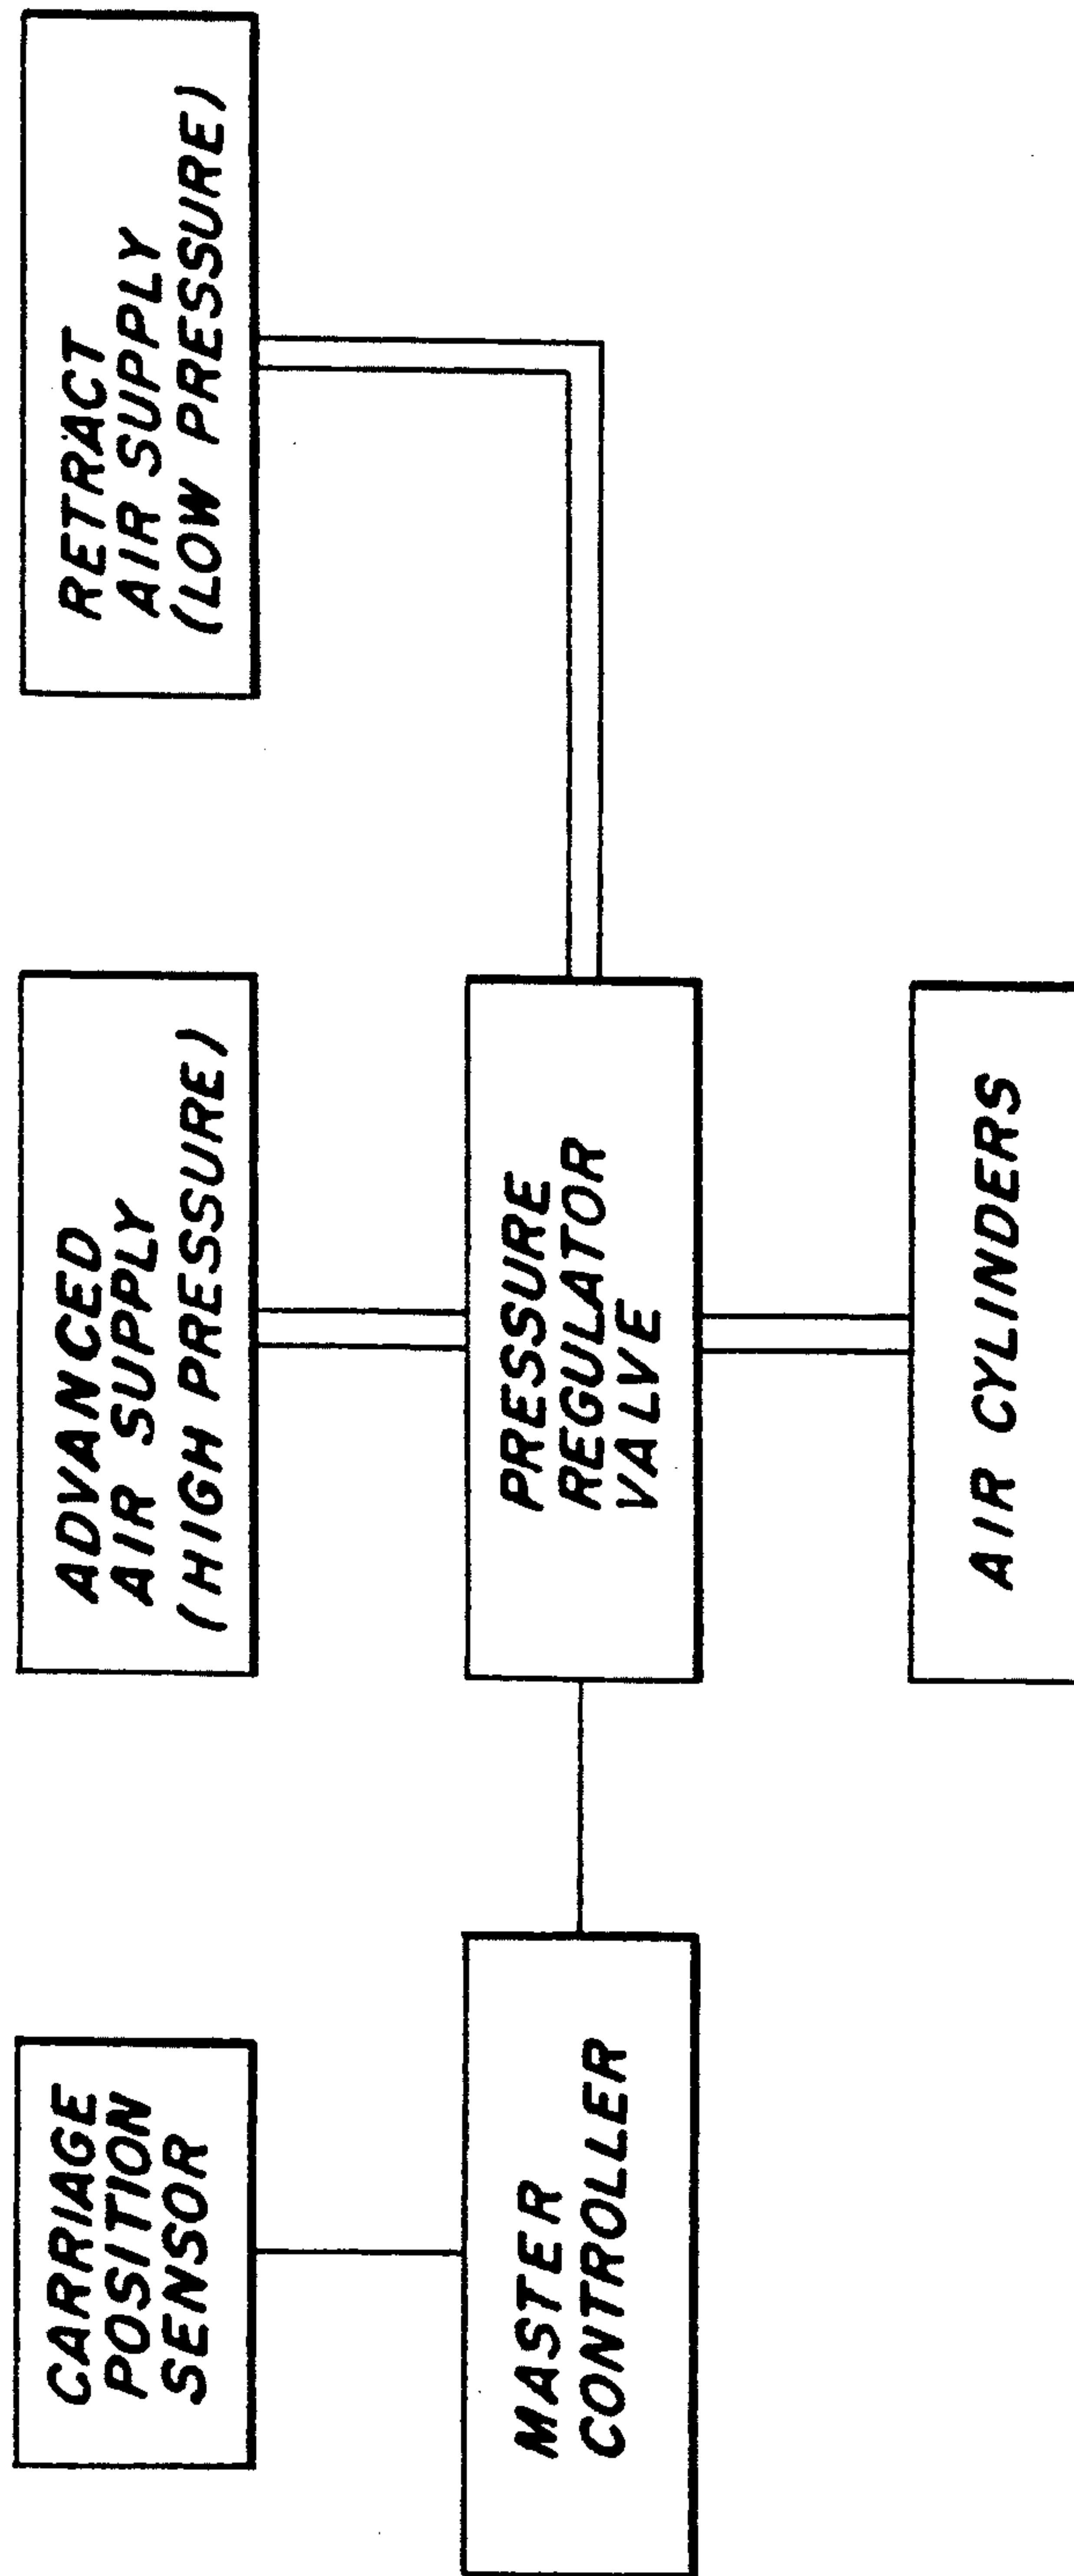 CARRIAGE
POSITION
SENSOR
ADVANCED
AIR SUPPLY
(HIGH PRESSURE)
RETRACT
AIR SUPPLY
(LOW PRESSURE)
MASTER
CONTROLLER
PRESSURE
REGULATOR
VALVE
AIR CYLINDERS